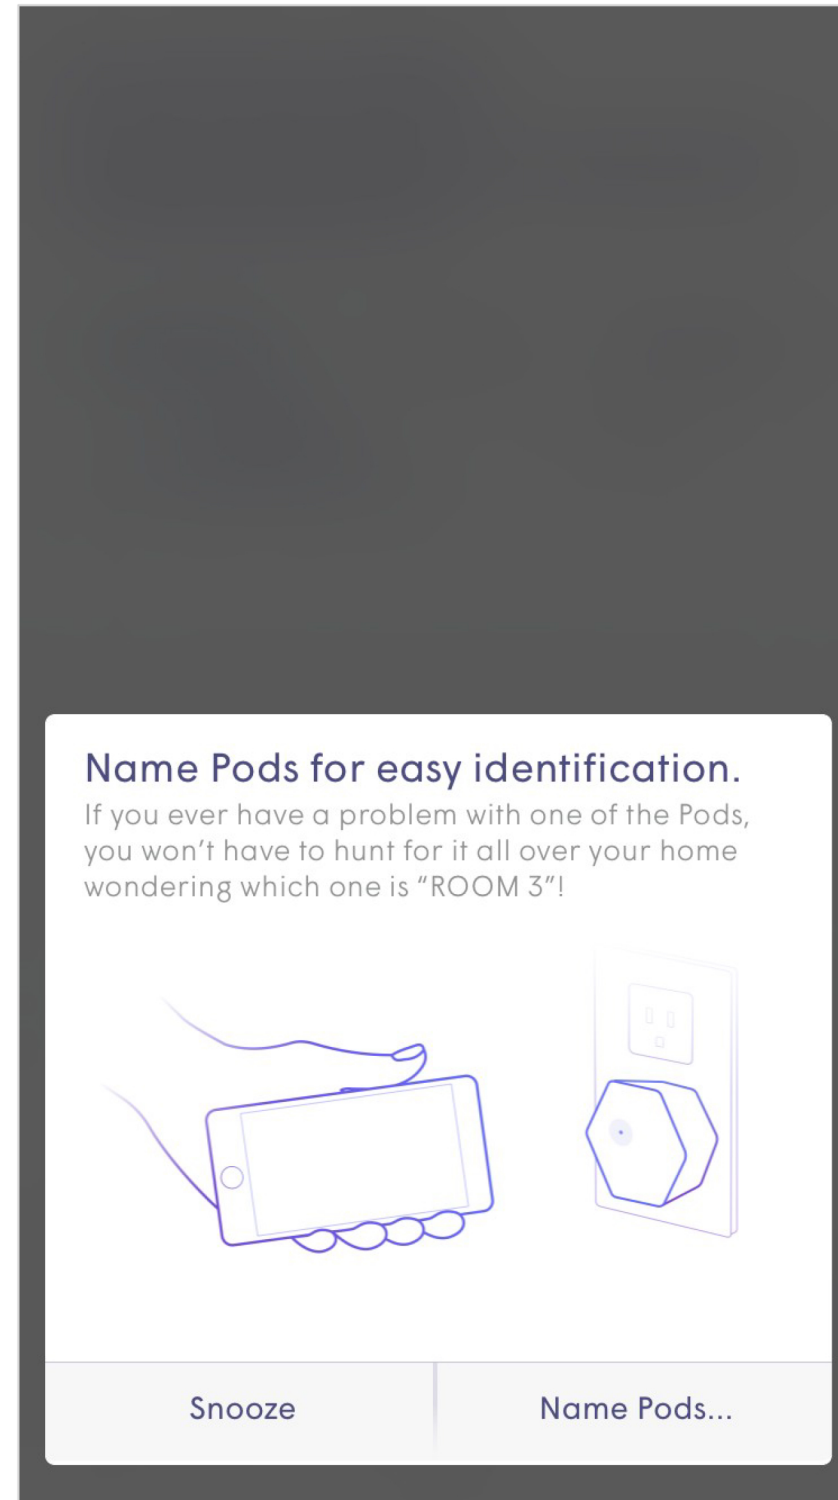 Name Pods for easy identification.
If you ever have a problem with one of the Pods,
you won’t have to hunt for it all over your home
wondering which one is “ROOM 3”!
Snooze
Name Pods...